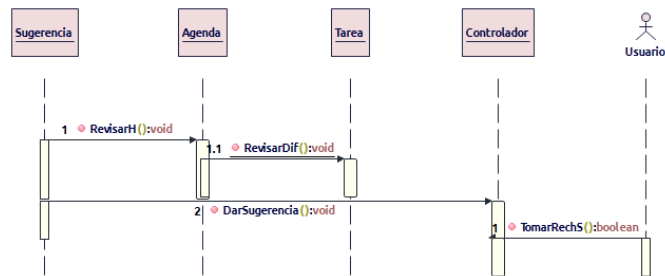 Sugerencia
Agenda
Tarea
Controlador
Usuario
1 RevisarH():void
1.1 RevisarDif():void
2 DarSugerencia():void
1 TomarRechS():boolean